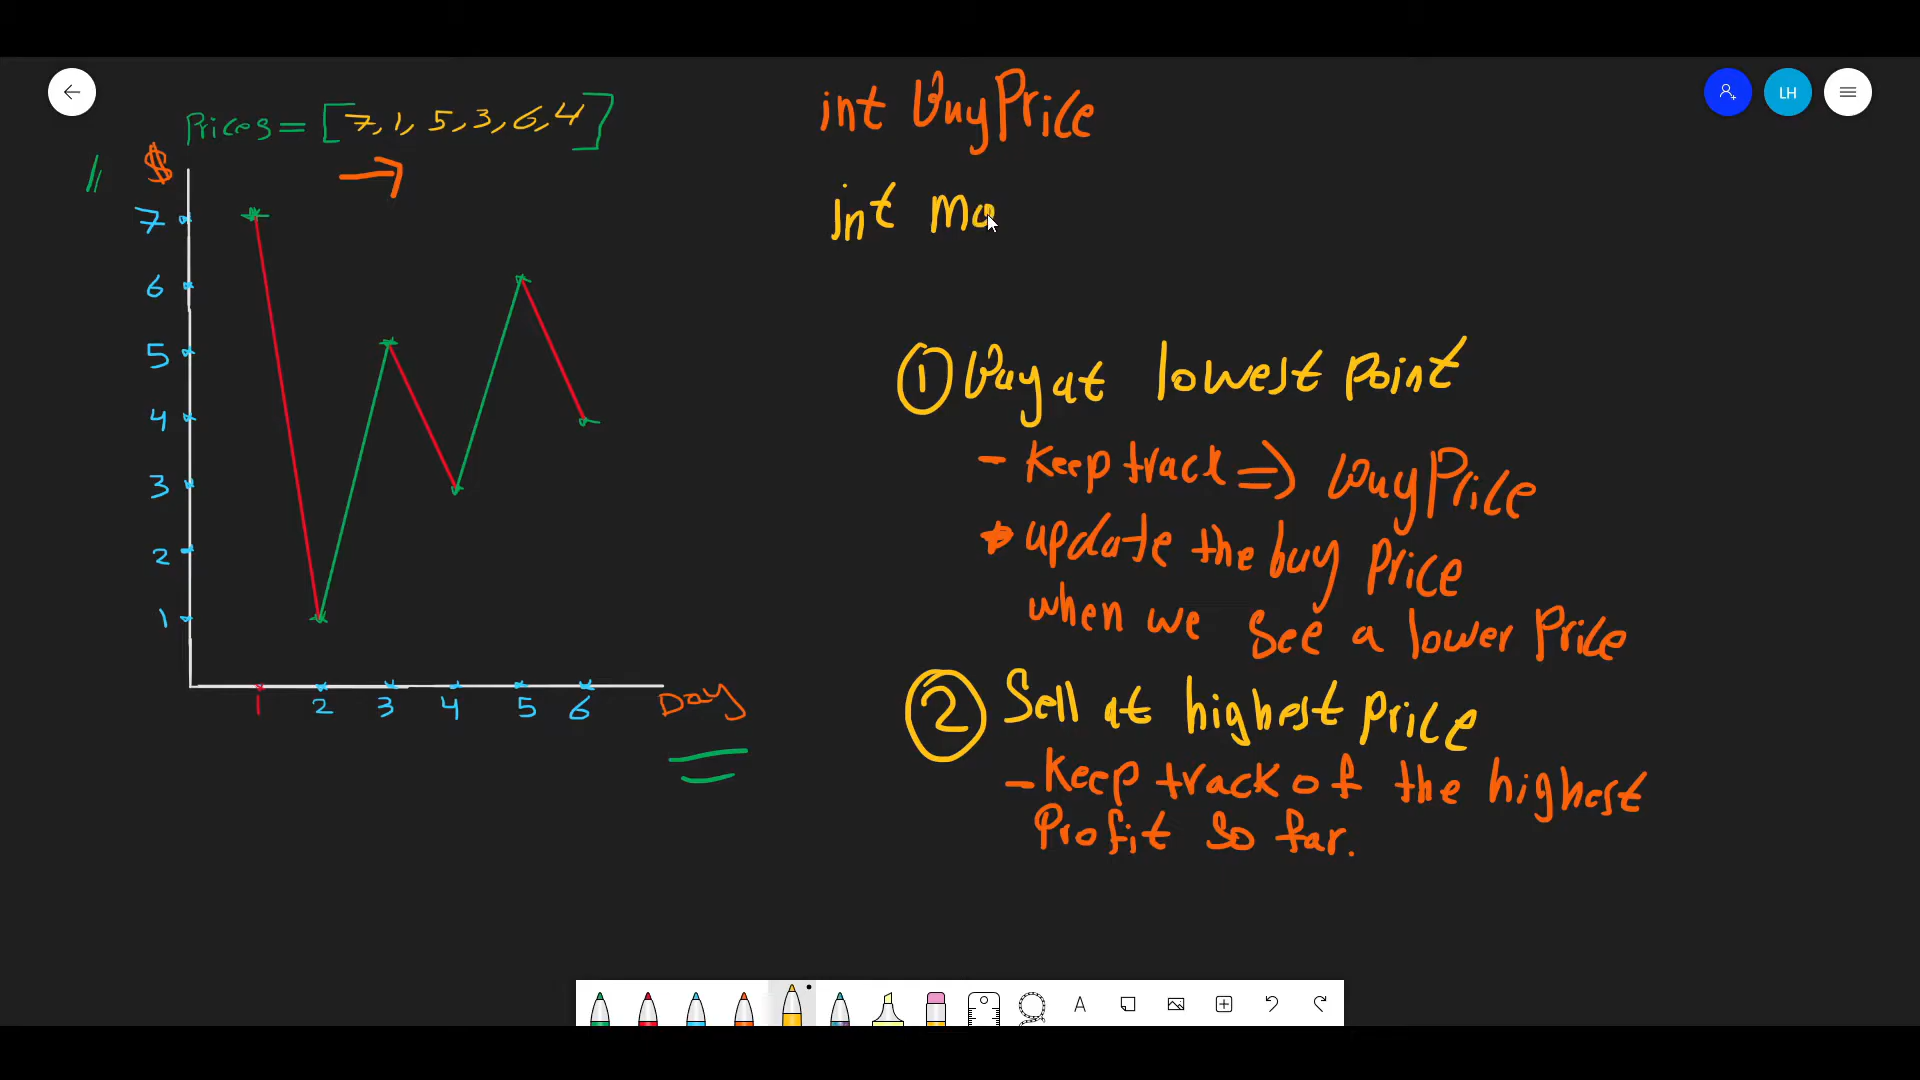 Prices = [7, 1, 5, 3, 6, 4]
$
7
6
5
4
3
2
1
1 2 3 4 5 6 Day
int BuyPrice
int ma
① Buy at lowest point
- Keep track => BuyPrice
* update the buy Price
when we see a lower Price
② Sell at highest price
- Keep track of the highest
Profit so far.
LH
A